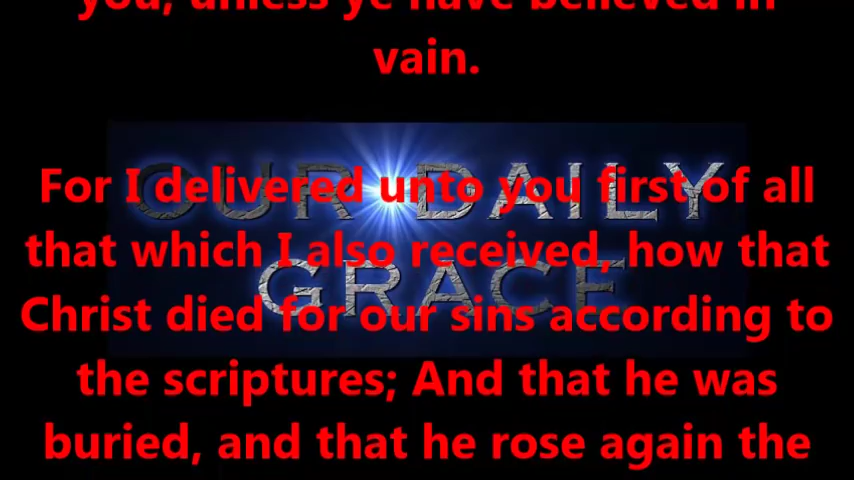 you, unless ye have believed in
vain.
For I delivered unto you first of all
that which I also received, how that
Christ died for our sins according to
the scriptures; And that he was
buried, and that he rose again the
OUR DAILY
GRACE